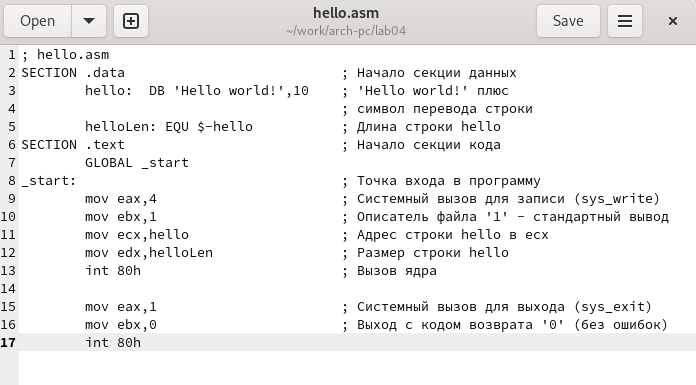 Open
hello.asm
~/work/arch-pc/lab04
Save
1 ; hello.asm
2 SECTION .data ; Начало секции данных
3 hello: DB 'Hello world!',10 ; 'Hello world!' плюс
4 ; символ перевода строки
5 helloLen: EQU $-hello ; Длина строки hello
6 SECTION .text ; Начало секции кода
7 GLOBAL _start
8 _start: ; Точка входа в программу
9 mov eax,4 ; Системный вызов для записи (sys_write)
10 mov ebx,1 ; Описатель файла '1' - стандартный вывод
11 mov ecx,hello ; Адрес строки hello в ecx
12 mov edx,helloLen ; Размер строки hello
13 int 80h ; Вызов ядра
14
15 mov eax,1 ; Системный вызов для выхода (sys_exit)
16 mov ebx,0 ; Выход с кодом возврата '0' (без ошибок)
17 int 80h